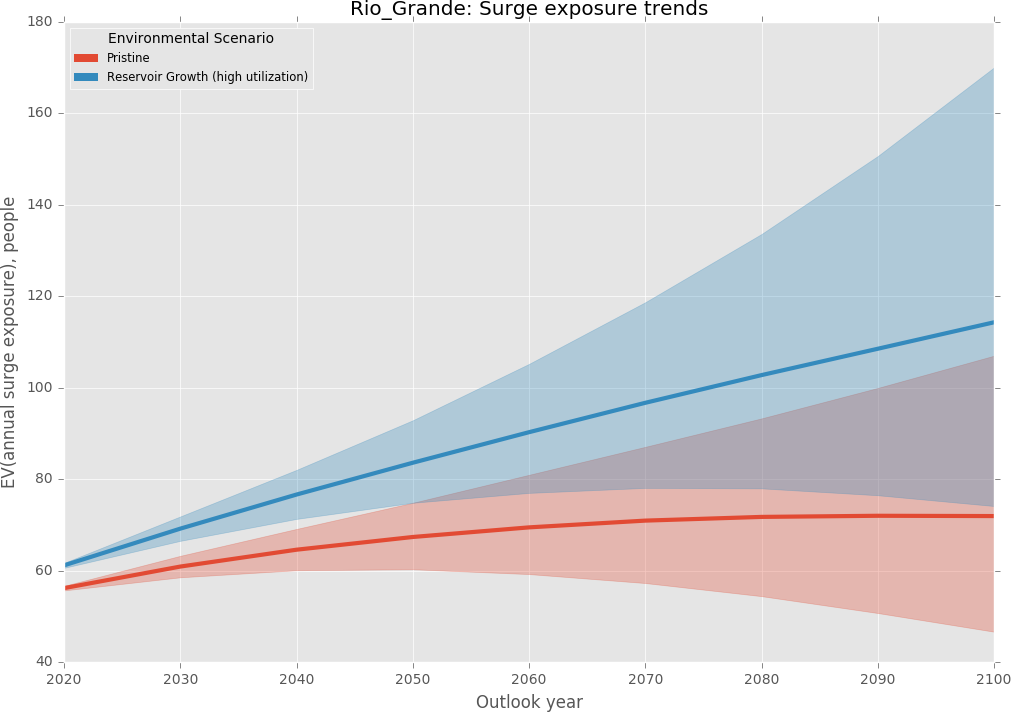 Rio_Grande: Surge exposure trends
Environmental Scenario
Pristine
Reservoir Growth (high utilization)
EV(annual surge exposure), people
180
160
140
120
100
80
60
40
2020 2030 2040 2050 2060 2070 2080 2090 2100
Outlook year